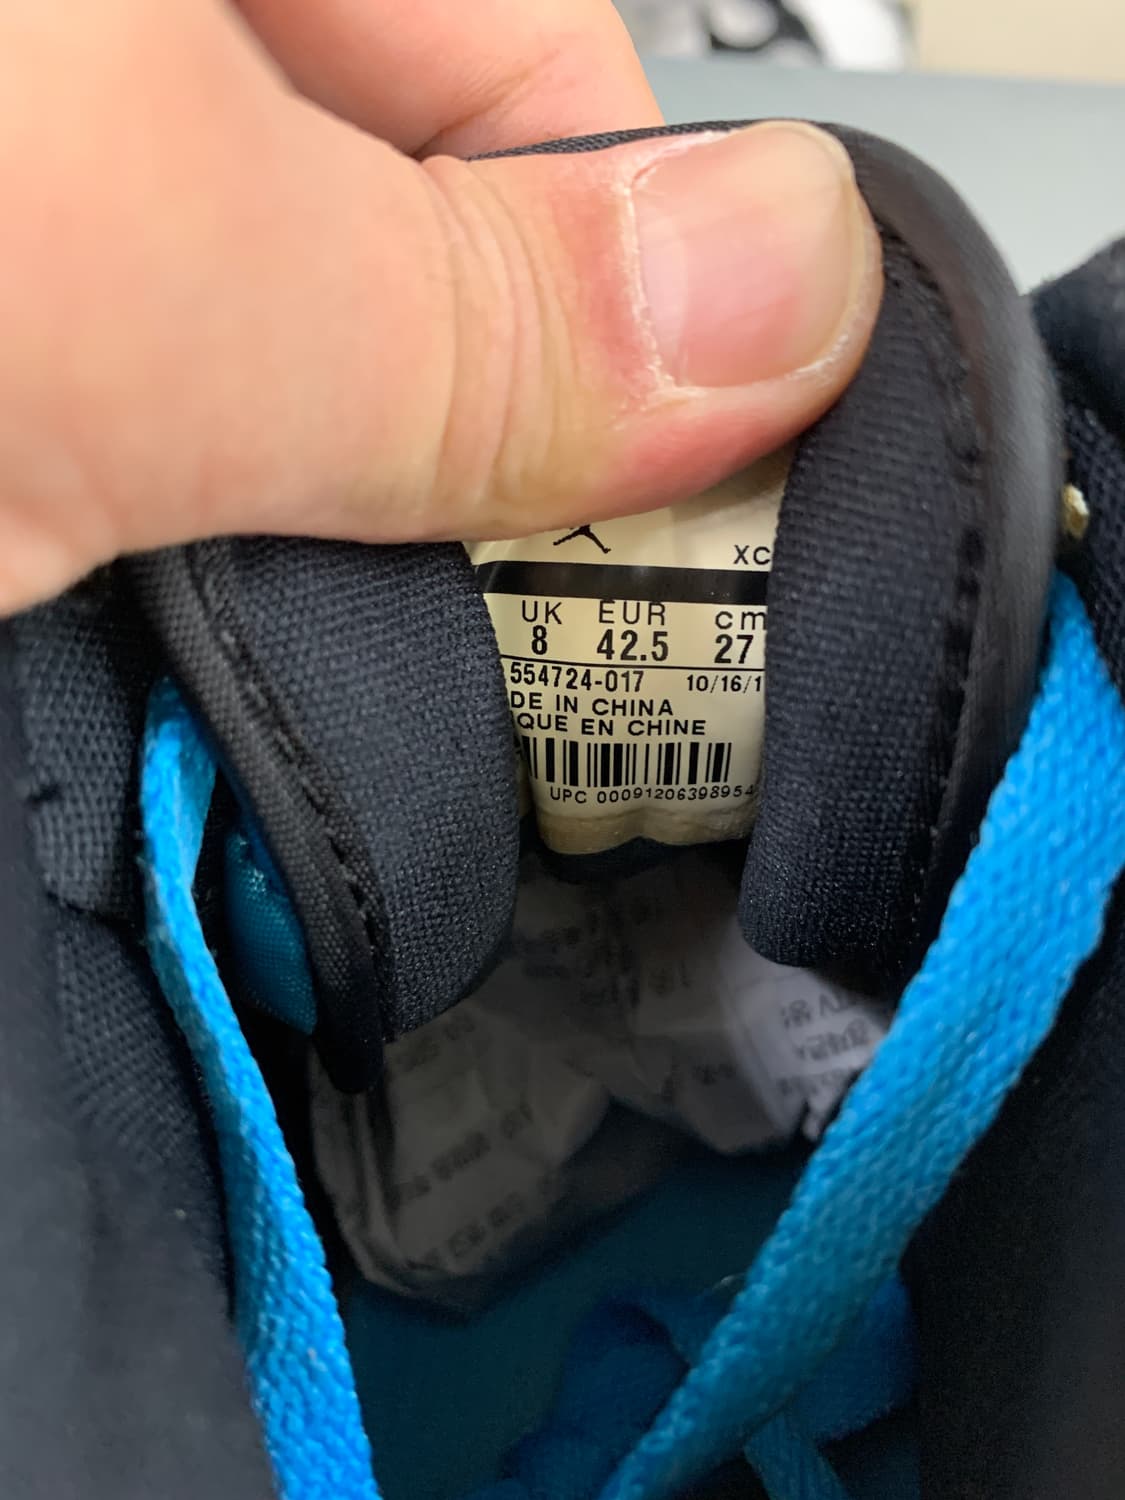 XC
UK EUR cm
8 42.5 27
554724-017 10/16/1
DE IN CHINA
QUE EN CHINE
UPC 00091206398954